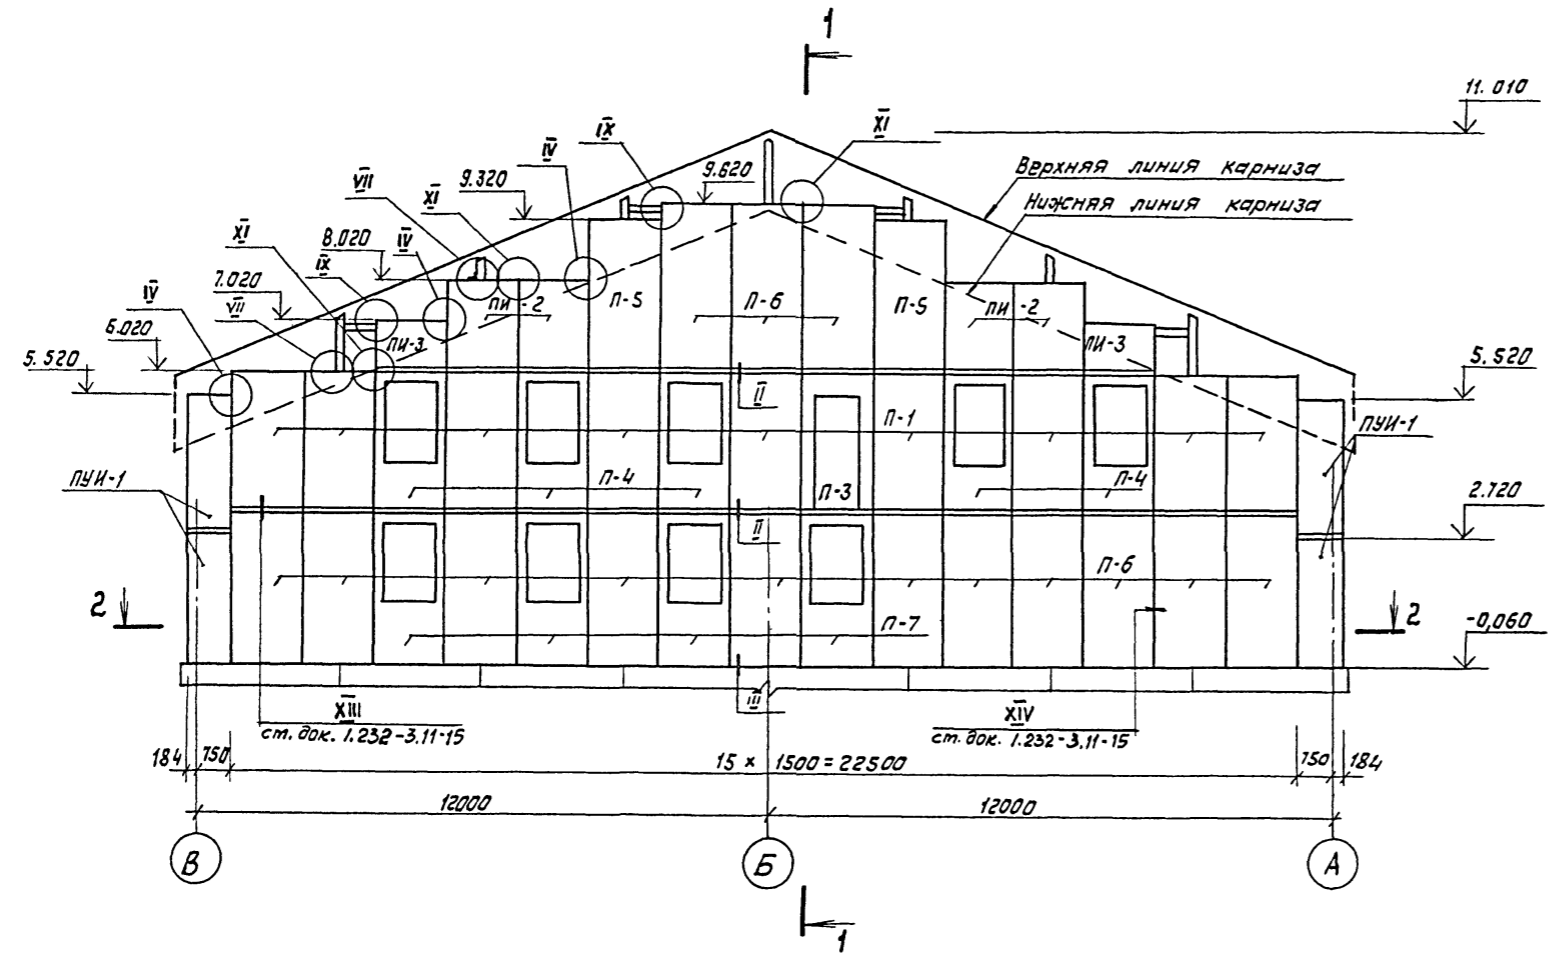 1
11.010
XI
IX
IV
9.620
VII
9.320
XI
Верхняя линия карниза
Нижняя линия карниза
XI
8.020
IV
IX
7.020
IV
VII
6.020
5.520
ПИ-2
П-5
П-6
П-5
ПИ-2
ПИ-3
ПИ-3
5.520
II
П-1
ПУИ-1
ПУИ-1
П-4
П-3
П-4
2.720
II
П-6
2
2
П-7
-0,060
III
XIII
ст. док. 1.232-3.11-15
XIV
ст. док. 1.232-3.11-15
184
750
15 × 1500 = 22500
750
184
12000
12000
В
Б
А
1